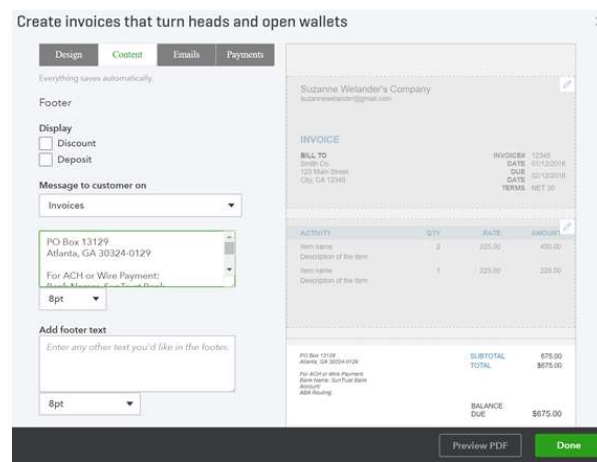 Create invoices that turn heads and open wallets
Design Content Emails Payments
Everything saves automatically.
Footer
Display
Discount
Deposit
Message to customer on
Invoices
PO Box 13129
Atlanta, GA 30324-0129
For ACH or Wire Payment:
Bank Name: SunTrust Bank
8pt
Add footer text
Enter any other text you'd like in the footer.
8pt
Suzanne Welander's Company
suzannewelander@gmail.com
INVOICE
BILL TO
Smith Co.
123 Main Street
City, CA 12345
INVOICE# 12345
DATE 01/12/2016
DUE DATE 02/12/2016
TERMS NET 30
ACTIVITY QTY RATE AMOUNT
Item name 2 225.00 450.00
Description of the item
Item name 1 225.00 225.00
Description of the item
PO Box 13129
Atlanta, GA 30324-0129
For ACH or Wire Payment
Bank Name: SunTrust Bank
Account:
ABA Routing:
SUBTOTAL 675.00
TOTAL $675.00
BALANCE
DUE $675.00
Preview PDF Done